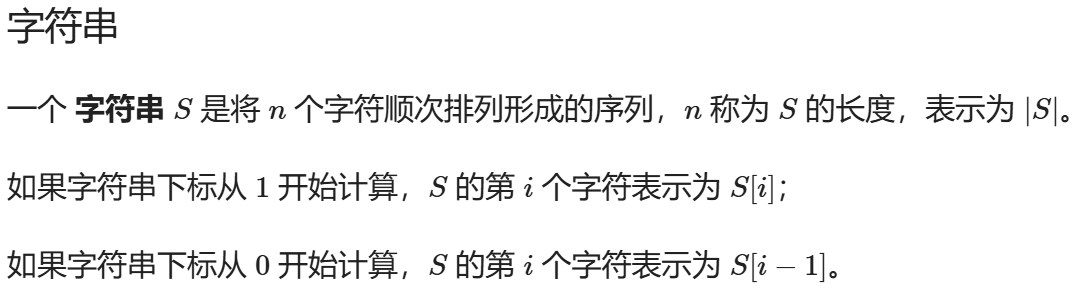 字符串
一个 字符串 S 是将 n 个字符顺次排列形成的序列，n 称为 S 的长度，表示为 |S|。
如果字符串下标从 1 开始计算，S 的第 i 个字符表示为 S[i]；
如果字符串下标从 0 开始计算，S 的第 i 个字符表示为 S[i − 1]。